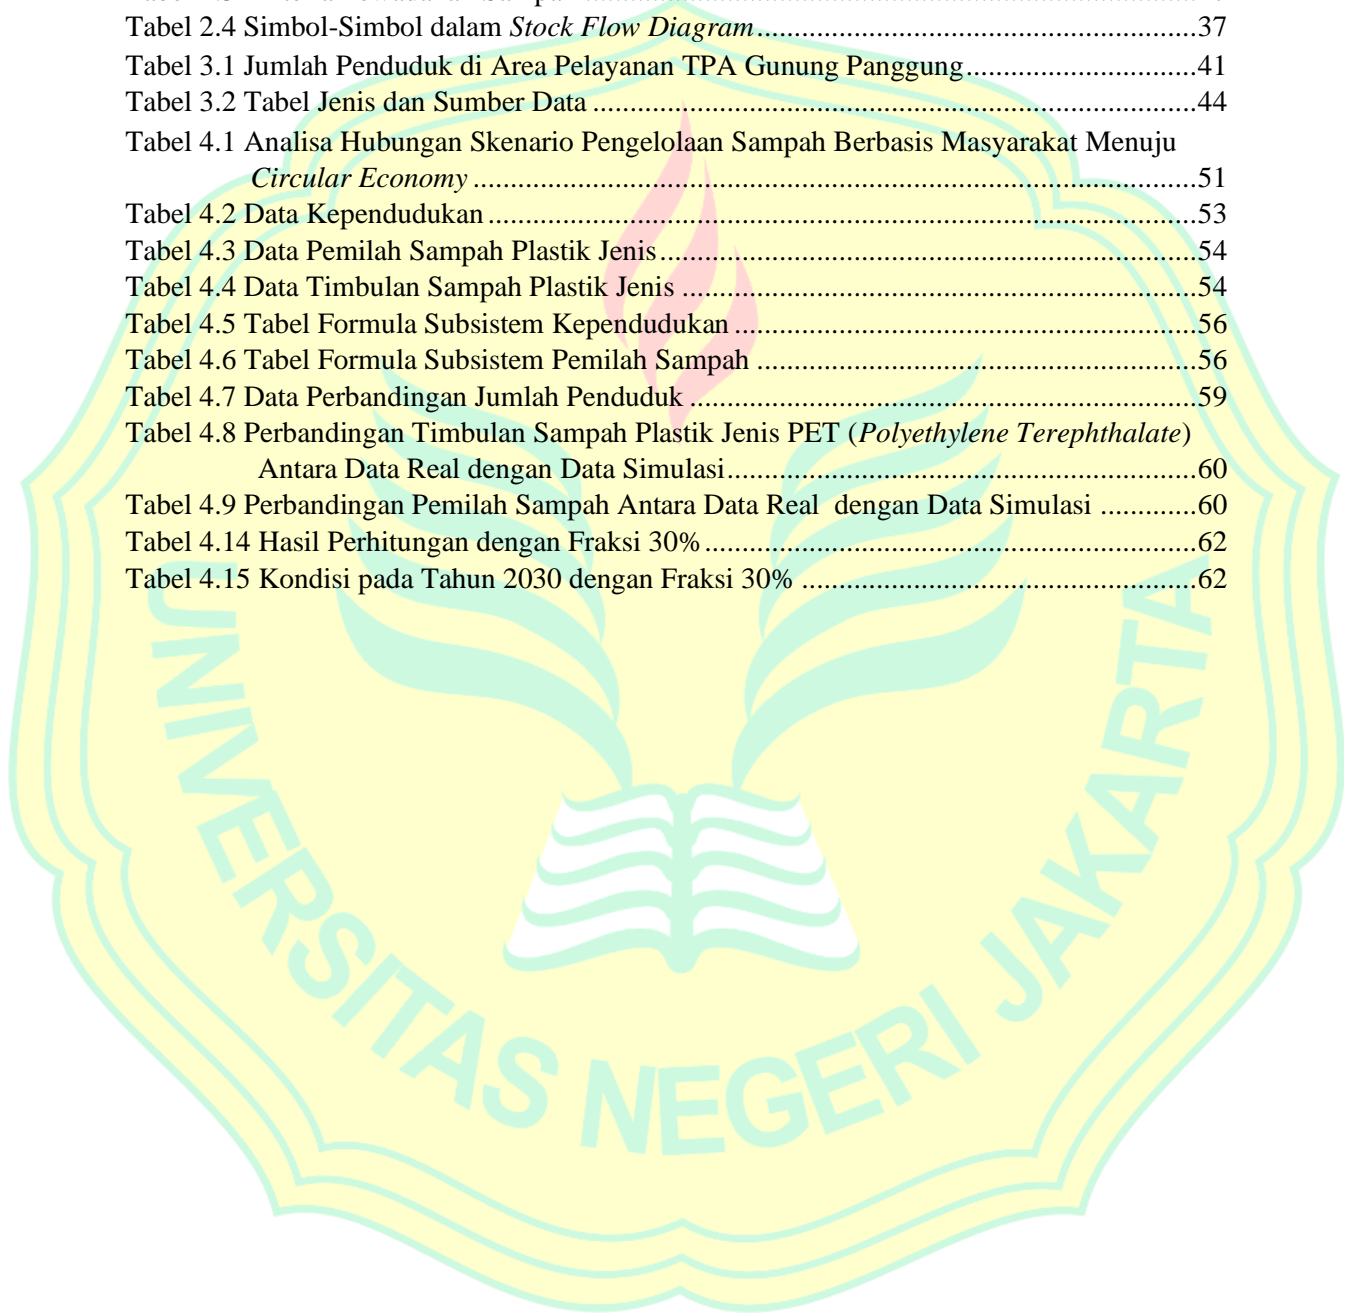 Tabel 2.4 Simbol-Simbol dalam Stock Flow Diagram.......................................................37
Tabel 3.1 Jumlah Penduduk di Area Pelayanan TPA Gunung Panggung.............................41
Tabel 3.2 Tabel Jenis dan Sumber Data ..............................................................................44
Tabel 4.1 Analisa Hubungan Skenario Pengelolaan Sampah Berbasis Masyarakat Menuju
Circular Economy ..............................................................................................51
Tabel 4.2 Data Kependudukan ............................................................................................53
Tabel 4.3 Data Pemilah Sampah Plastik Jenis.....................................................................54
Tabel 4.4 Data Timbulan Sampah Plastik Jenis ..................................................................54
Tabel 4.5 Tabel Formula Subsistem Kependudukan ...........................................................56
Tabel 4.6 Tabel Formula Subsistem Pemilah Sampah ........................................................56
Tabel 4.7 Data Perbandingan Jumlah Penduduk .................................................................59
Tabel 4.8 Perbandingan Timbulan Sampah Plastik Jenis PET (Polyethylene Terephthalate)
Antara Data Real dengan Data Simulasi.............................................................60
Tabel 4.9 Perbandingan Pemilah Sampah Antara Data Real  dengan Data Simulasi ............60
Tabel 4.14 Hasil Perhitungan dengan Fraksi 30%...............................................................62
Tabel 4.15 Kondisi pada Tahun 2030 dengan Fraksi 30% ..................................................62
UNIVERSITAS NEGERI JAKARTA